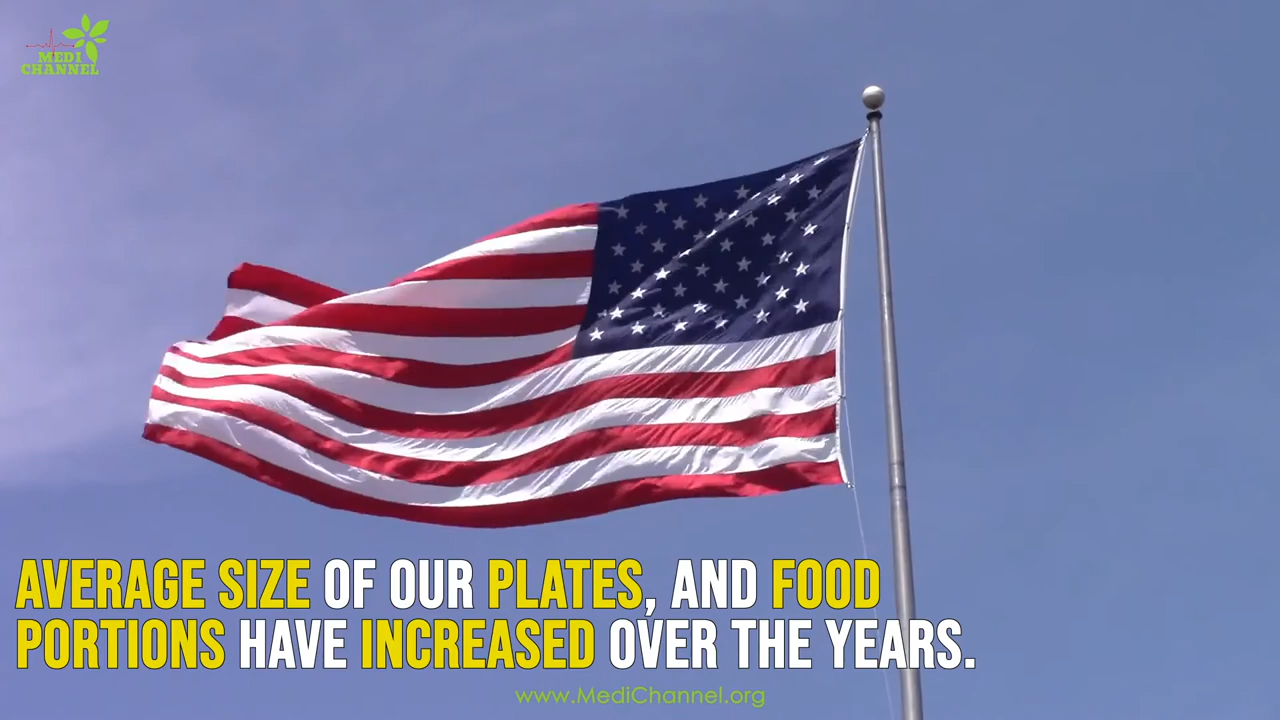 MEDI
CHANNEL
AVERAGE SIZE OF OUR PLATES, AND FOOD
PORTIONS HAVE INCREASED OVER THE YEARS.
www.MediChannel.org